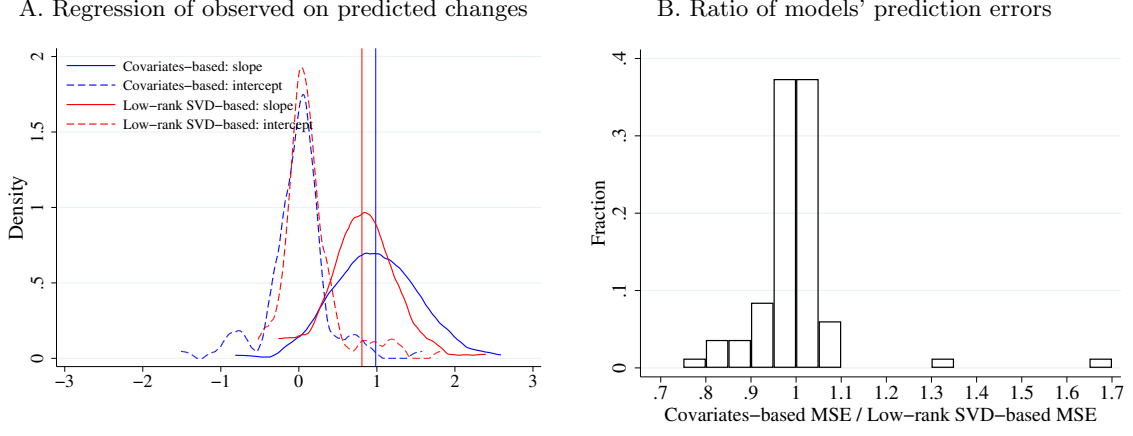 A. Regression of observed on predicted changes
Density
2
1.5
1
.5
0
Covariates−based: slope
Covariates−based: intercept
Low−rank SVD−based: slope
Low−rank SVD−based: intercept
−3 −2 −1 0 1 2 3
B. Ratio of models' prediction errors
Fraction
.4
.3
.2
.1
0
.7 .8 .9 1 1.1 1.2 1.3 1.4 1.5 1.6 1.7
Covariates−based MSE / Low−rank SVD−based MSE